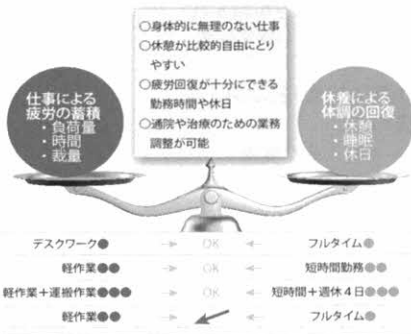 ○身体的に無理のない仕事
○休憩が比較的自由にとり
やすい
○疲労回復が十分にできる
勤務時間や休日
○通院や治療のための業務
調整が可能
仕事による
疲労の蓄積
・負荷量
・時間
・裁量
休養による
体調の回復
・休憩
・睡眠
・休日
デスクワーク● OK フルタイム●
軽作業●● OK 短時間勤務●●
軽作業+運搬作業●●● OK 短時間+週休4日●●●
軽作業●● フルタイム●